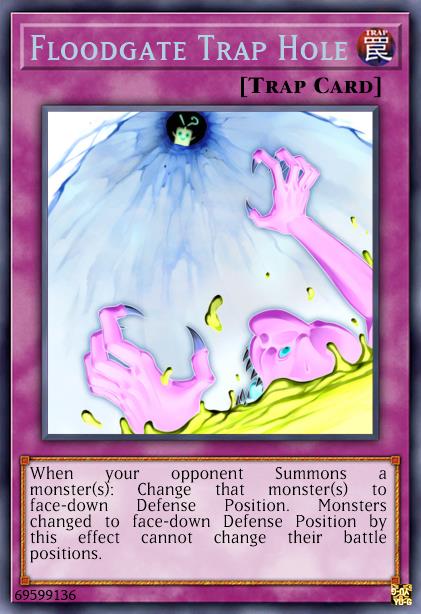 Floodgate Trap Hole
TRAP
罠
[Trap Card]
!?
When your opponent Summons a
monster(s): Change that monster(s) to
face-down Defense Position. Monsters
changed to face-down Defense Position by
this effect cannot change their battle
positions.
69599136